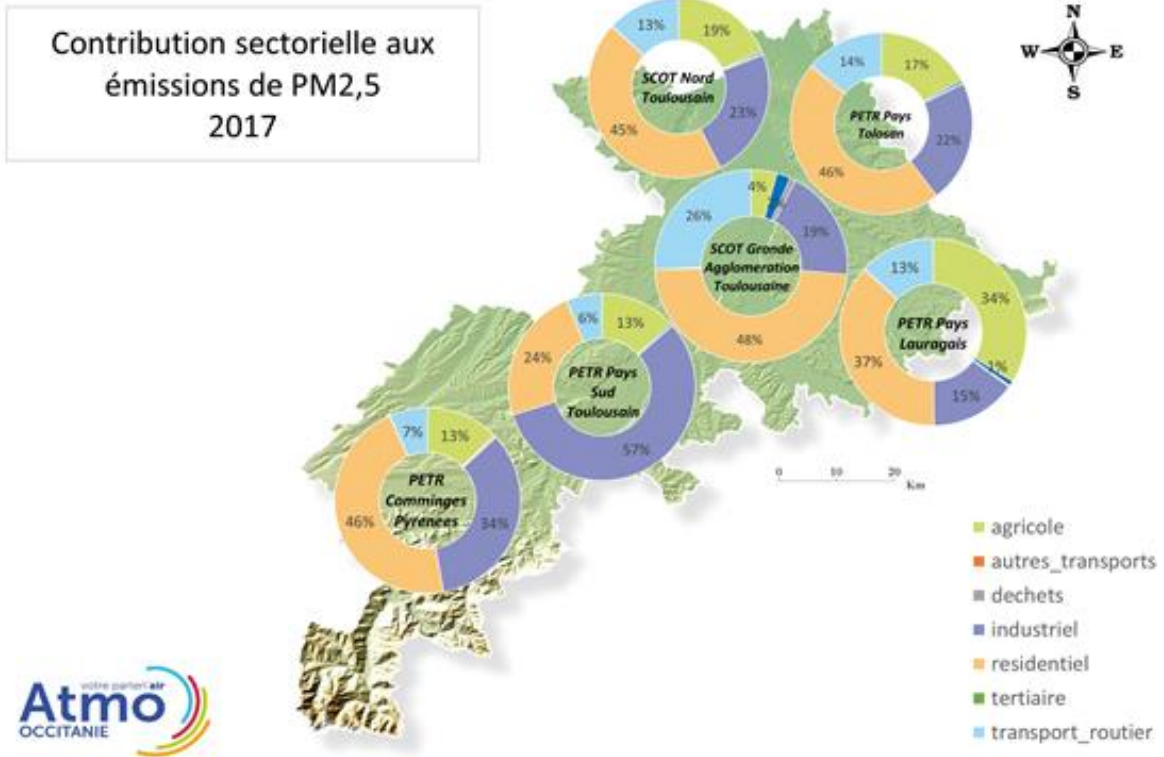 Contribution sectorielle aux
émissions de PM2,5
2017
N
W
E
S
13%
19%
SCOT Nord
Toulousain
23%
45%
14%
17%
PETR Pays
Tolosan
22%
46%
4%
26%
19%
SCOT Grande
Agglomeration
Toulousaine
48%
13%
34%
PETR Pays
Lauragais
1%
37%
15%
6%
13%
24%
PETR Pays
Sud
Toulousain
57%
7%
13%
PETR
Comminges
Pyrenees
46%
34%
0 10 20
Km
agricole
autres_transports
dechets
industriel
residentiel
tertiaire
transport_routier
votre parten'air
Atmo
OCCITANIE